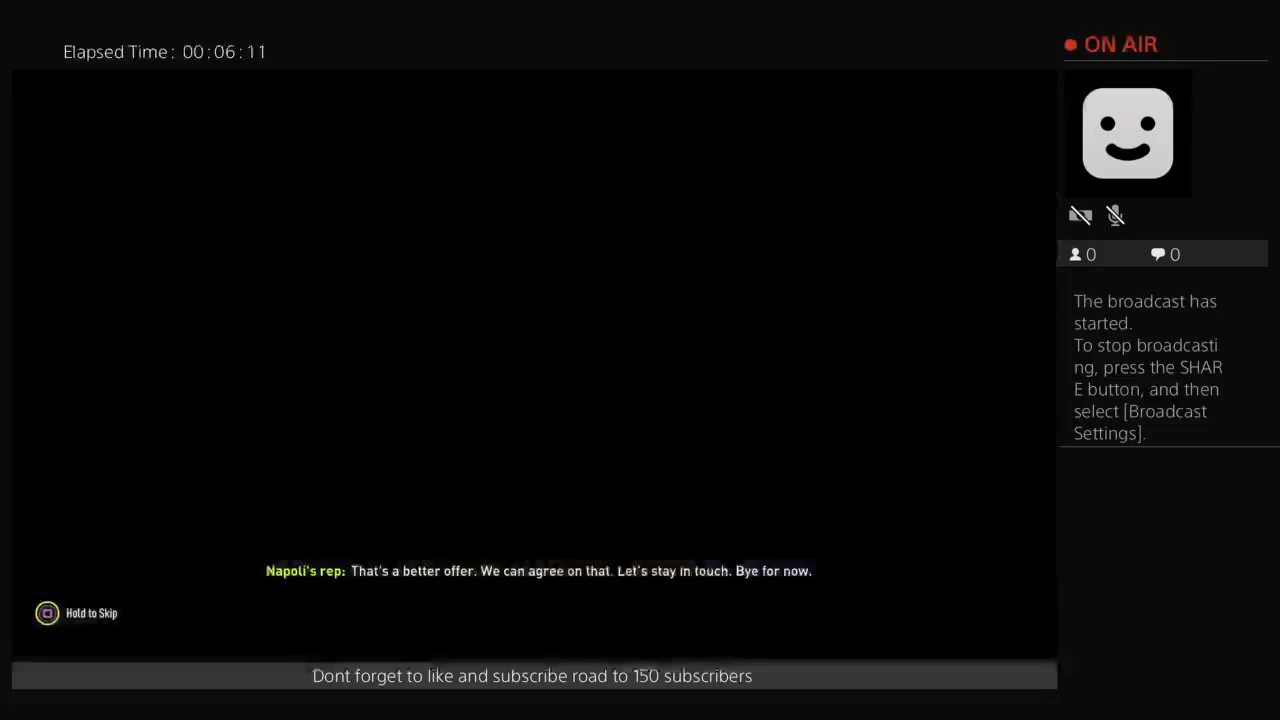 Elapsed Time: 00:06:11
ON AIR
0
0
The broadcast has
started.
To stop broadcasti
ng, press the SHAR
E button, and then
select [Broadcast
Settings].
Napoli's rep: That's a better offer. We can agree on that. Let's stay in touch. Bye for now.
Hold to Skip
Dont forget to like and subscribe road to 150 subscribers